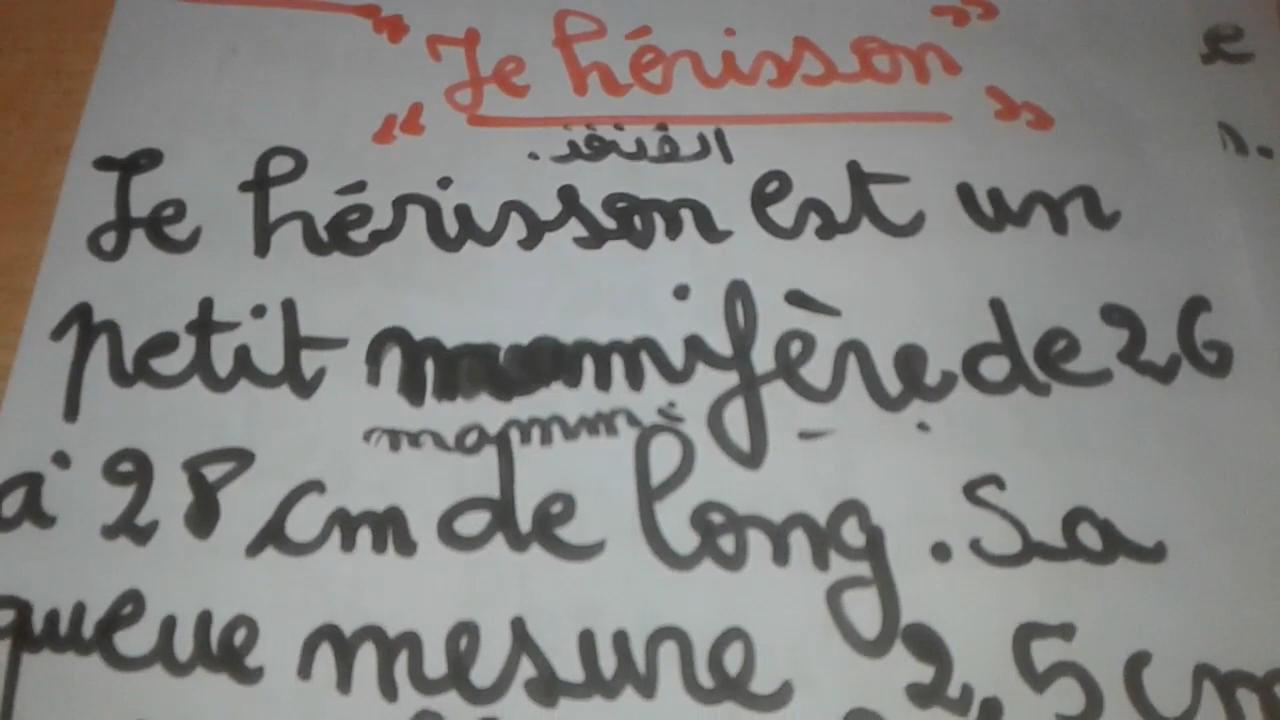 "Le hérisson"
القنفذ.
Le hérisson est un
petit mammifère de 26
mammi
à 28 cm de long. Sa
queue mesure 2,5 cm